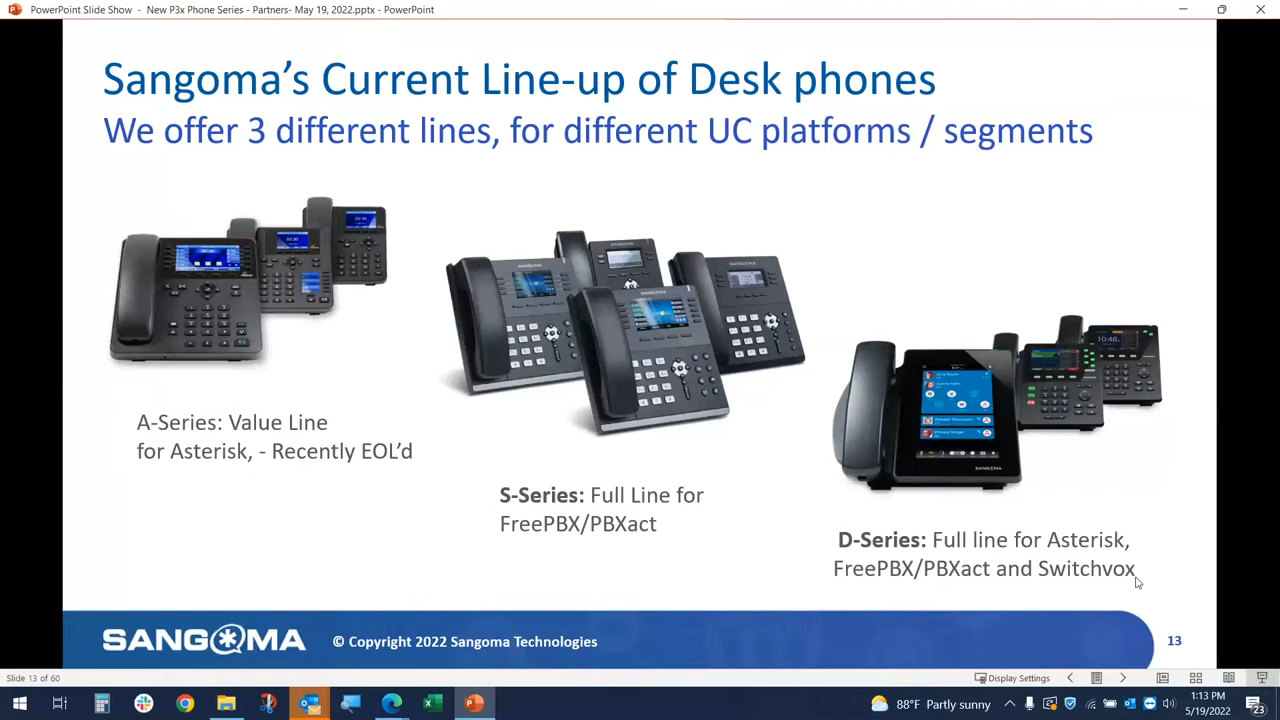 PowerPoint Slide Show - New P3x Phone Series - Partners- May 19, 2022.pptx - PowerPoint
Sangoma's Current Line-up of Desk phones
We offer 3 different lines, for different UC platforms / segments
A-Series: Value Line
for Asterisk, - Recently EOL'd
S-Series: Full Line for
FreePBX/PBXact
SANGOMA
D-Series: Full line for Asterisk,
FreePBX/PBXact and Switchvox
SANGOMA
© Copyright 2022 Sangoma Technologies
13
Slide 13 of 60
Display Settings
88°F Partly sunny
1:13 PM
5/19/2022
23